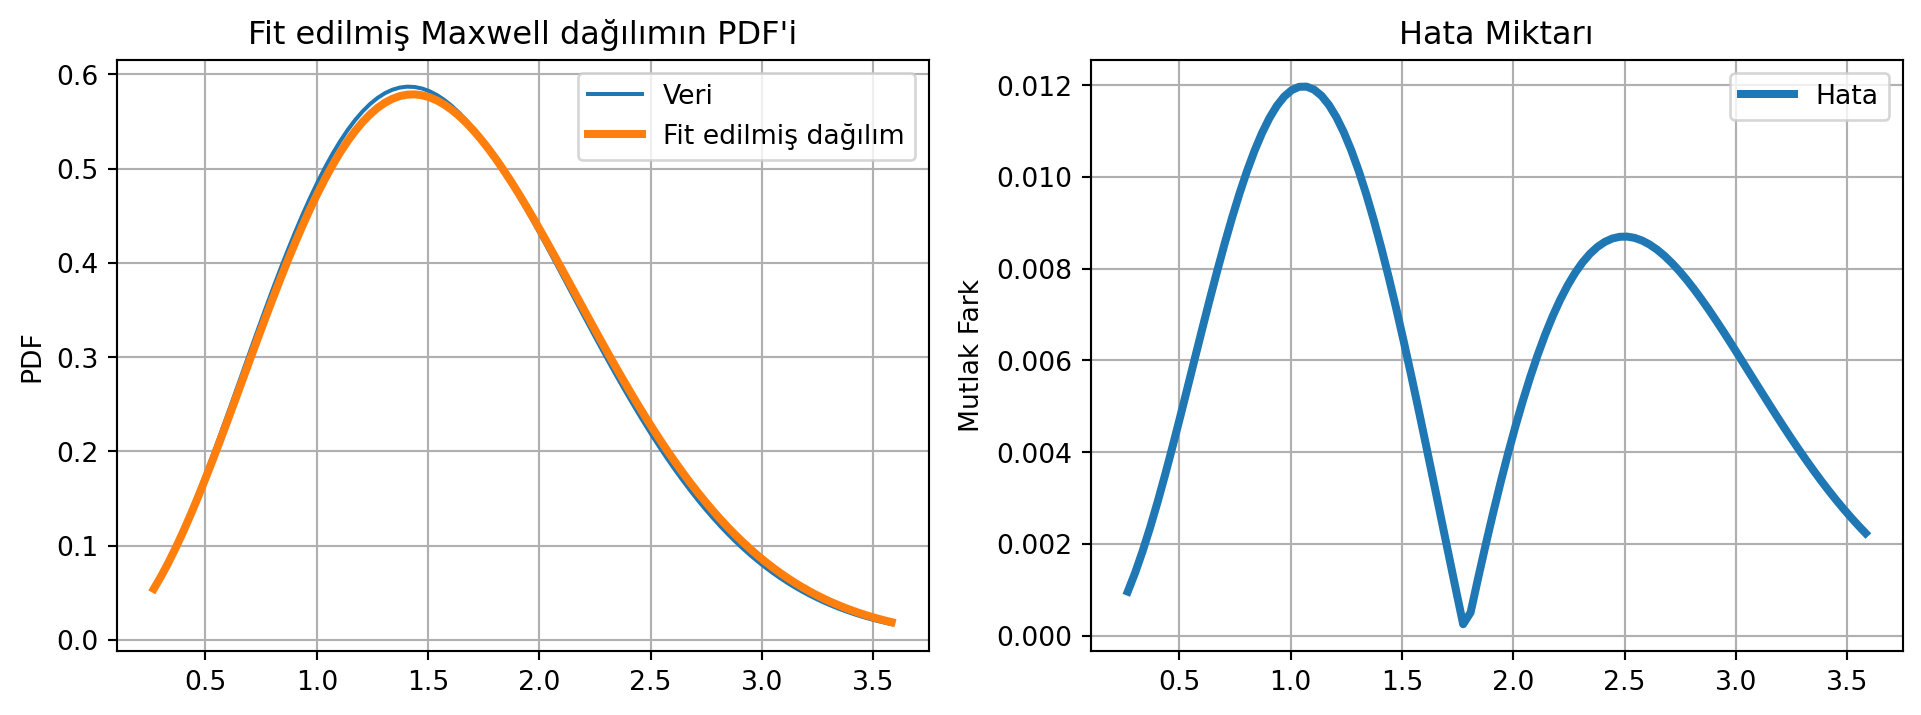 Fit edilmiş Maxwell dağılımın PDF'i
PDF
0.6
0.5
0.4
0.3
0.2
0.1
0.0
Veri
Fit edilmiş dağılım
0.5 1.0 1.5 2.0 2.5 3.0 3.5
Hata Miktarı
Mutlak Fark
0.012
0.010
0.008
0.006
0.004
0.002
0.000
Hata
0.5 1.0 1.5 2.0 2.5 3.0 3.5